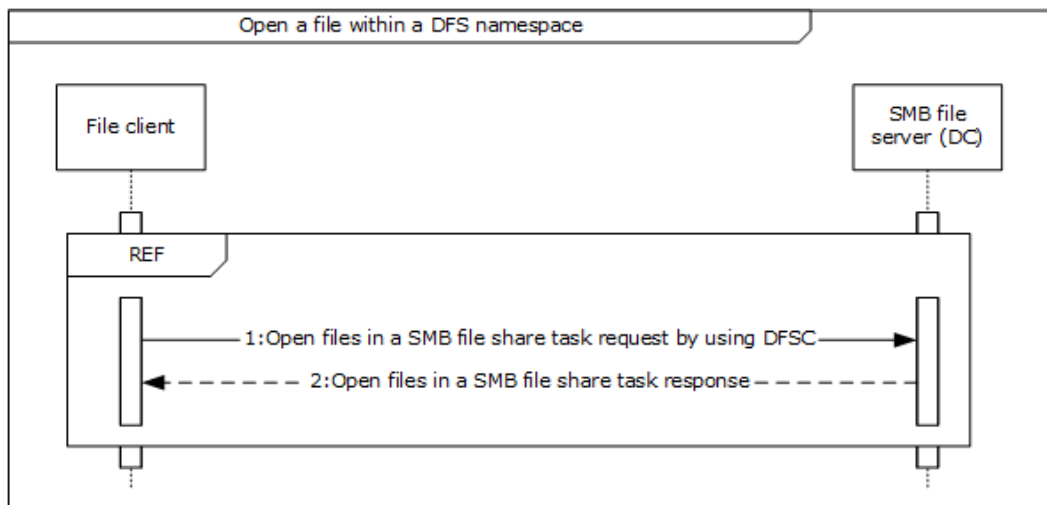 Open a file within a DFS namespace
File client
SMB file
server (DC)
REF
1:Open files in a SMB file share task request by using DFSC
2:Open files in a SMB file share task response